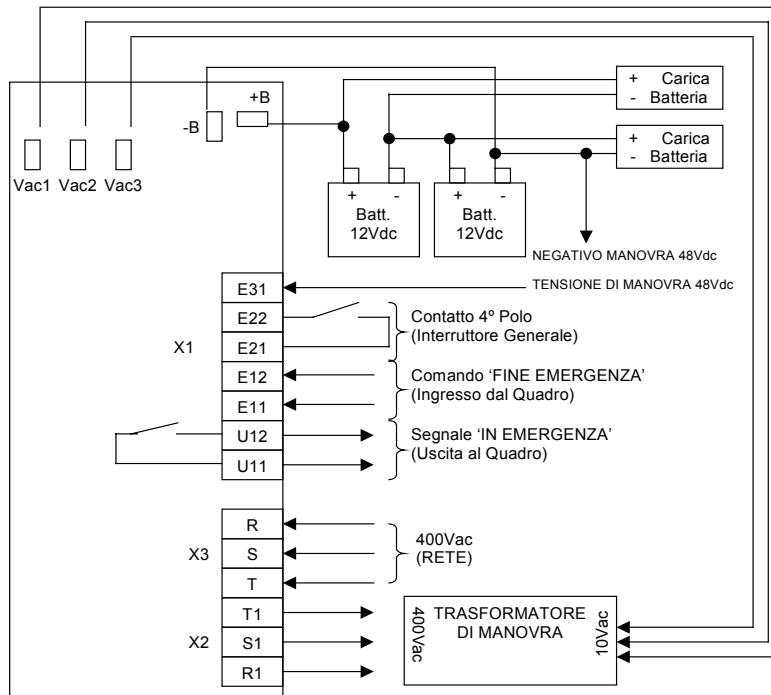 +B
-B
Vac1 Vac2 Vac3
+ Carica
- Batteria
+ Carica
- Batteria
+ -
Batt.
12Vdc
+ -
Batt.
12Vdc
NEGATIVO MANOVRA 48Vdc
TENSIONE DI MANOVRA 48Vdc
X1
E31
E22
E21
E12
E11
U12
U11
Contatto 4º Polo
(Interruttore Generale)
Comando ‘FINE EMERGENZA’
(Ingresso dal Quadro)
Segnale ‘IN EMERGENZA’
(Uscita al Quadro)
X3
R
S
T
400Vac
(RETE)
X2
T1
S1
R1
400Vac
TRASFORMATORE
DI MANOVRA
10Vac